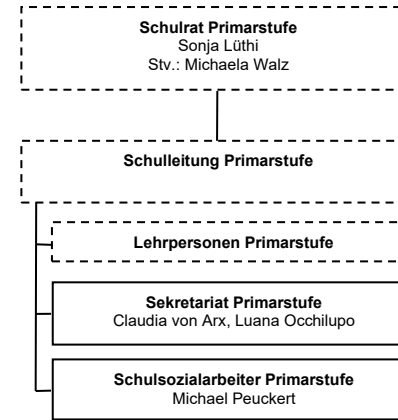 Schulrat Primarstufe
Sonja Lüthi
Stv.: Michaela Walz
Schulleitung Primarstufe
Lehrpersonen Primarstufe
Sekretariat Primarstufe
Claudia von Arx, Luana Occhilupo
Schulsozialarbeiter Primarstufe
Michael Peuckert